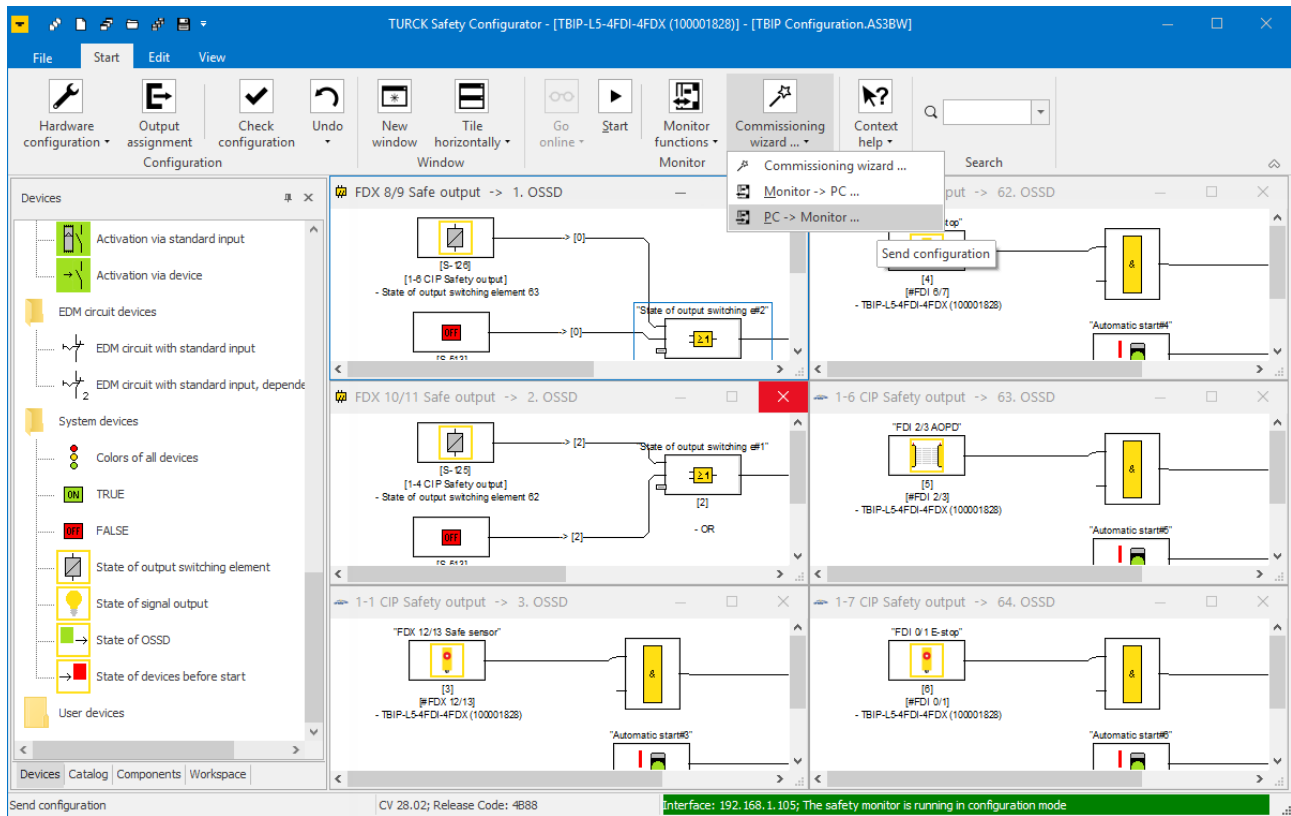 TURCK Safety Configurator - [TBIP-L5-4FDI-4FDX (100001828)] - [TBIP Configuration.AS3BW]
File Start Edit View
Hardware configuration
Output assignment
Check configuration
Undo
Configuration
New window
Tile horizontally
Window
Go online
Start
Monitor functions
Monitor
Commissioning wizard ...
Context help
Search
Commissioning wizard ...
Monitor -> PC ...
PC -> Monitor ...
Send configuration
Devices
Activation via standard input
Activation via device
EDM circuit devices
EDM circuit with standard input
2
EDM circuit with standard input, depende
System devices
Colors of all devices
ON
TRUE
OFF
FALSE
State of output switching element
State of signal output
State of OSSD
State of devices before start
User devices
Devices Catalog Components Workspace
FDX 8/9 Safe output -> 1. OSSD
-> [0]
[S-126]
[1-6 CIP Safety output]
- State of output switching element 63
"State of output switching e#2"
OFF
-> [0]
≥1
put -> 62. OSSD
top"
&
[4]
[#FDI 6/7]
- TBIP-L5-4FDI-4FDX (100001828)
"Automatic start#4"
FDX 10/11 Safe output -> 2. OSSD
-> [2]
[S-125]
[1-4 CIP Safety output]
- State of output switching element 62
"State of output switching e#1"
≥1
[2]
- OR
OFF
-> [2]
1-6 CIP Safety output -> 63. OSSD
"FDI 2/3 AOPD"
&
[5]
[#FDI 2/3]
- TBIP-L5-4FDI-4FDX (100001828)
"Automatic start#5"
1-1 CIP Safety output -> 3. OSSD
"FDX 12/13 Safe sensor"
&
[3]
[#FDX 12/13]
- TBIP-L5-4FDI-4FDX (100001828)
"Automatic start#3"
1-7 CIP Safety output -> 64. OSSD
"FDI 0/1 E-stop"
&
[6]
[#FDI 0/1]
- TBIP-L5-4FDI-4FDX (100001828)
"Automatic start#6"
Send configuration
CV 28.02; Release Code: 4B88
Interface: 192.168.1.105; The safety monitor is running in configuration mode